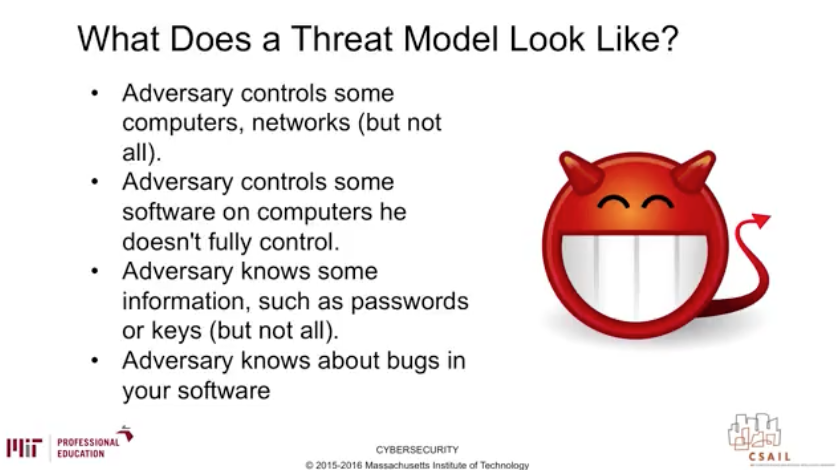 What Does a Threat Model Look Like?
• Adversary controls some
computers, networks (but not
all).
• Adversary controls some
software on computers he
doesn't fully control.
• Adversary knows some
information, such as passwords
or keys (but not all).
• Adversary knows about bugs in
your software
MIT PROFESSIONAL
EDUCATION
CYBERSECURITY
© 2015-2016 Massachusetts Institute of Technology
CSAIL